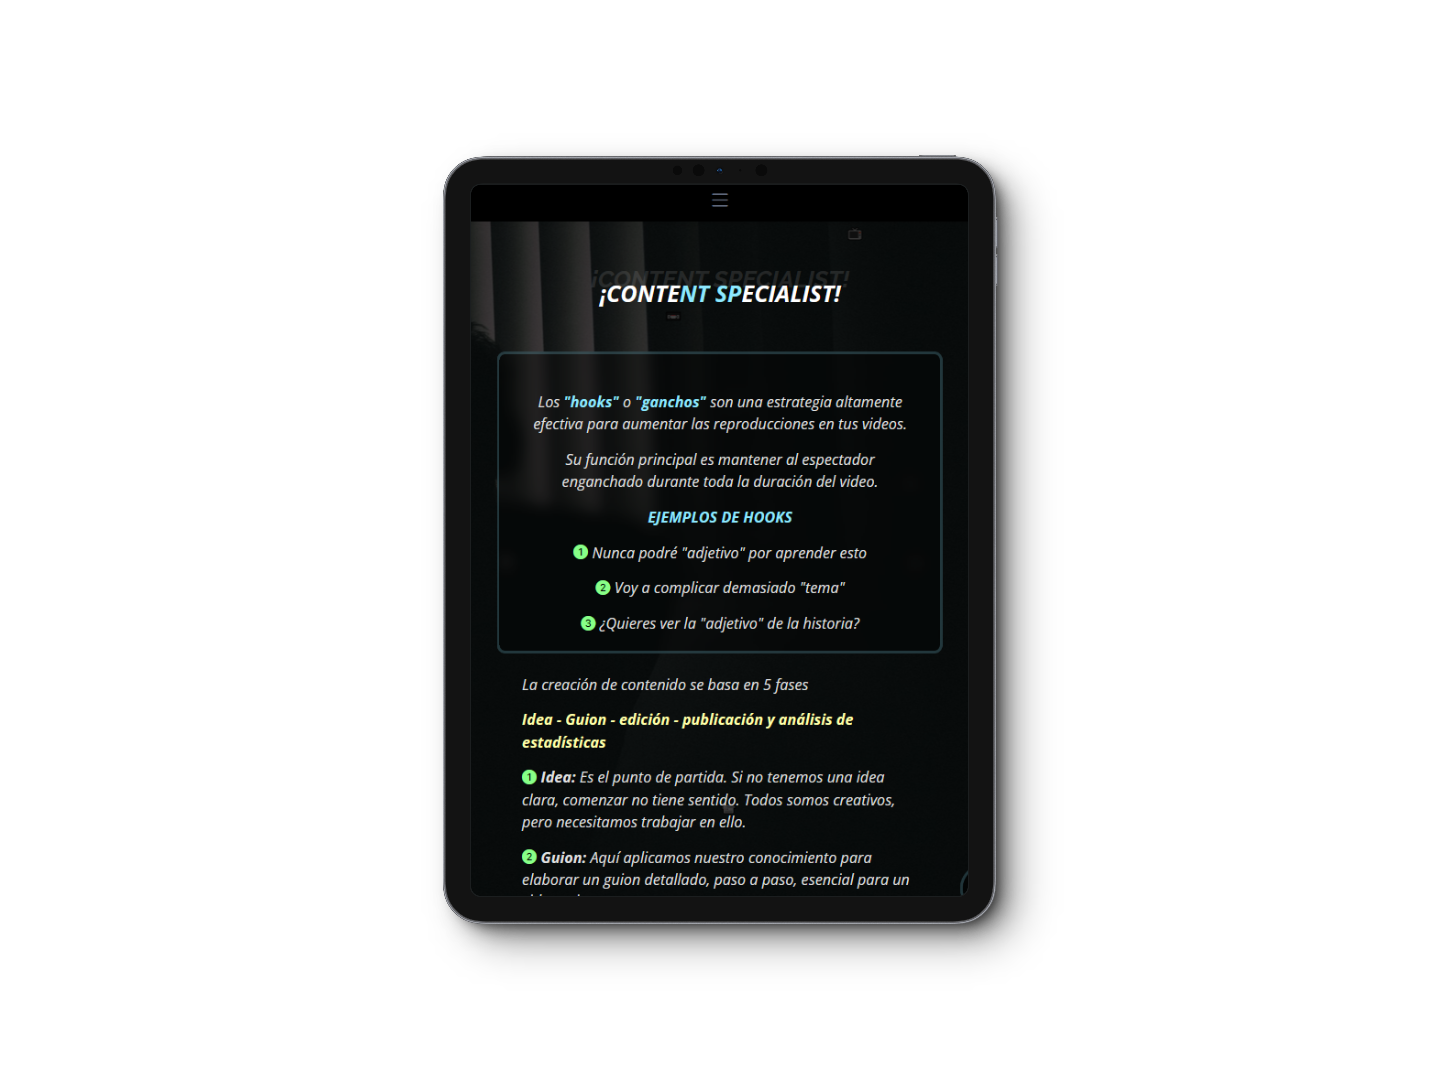 ¡CONTENT SPECIALIST!
¡CONTENT SPECIALIST!
Los "hooks" o "ganchos" son una estrategia altamente
efectiva para aumentar las reproducciones en tus videos.
Su función principal es mantener al espectador
enganchado durante toda la duración del video.
EJEMPLOS DE HOOKS
1 Nunca podré "adjetivo" por aprender esto
2 Voy a complicar demasiado "tema"
3 ¿Quieres ver la "adjetivo" de la historia?
La creación de contenido se basa en 5 fases
Idea - Guion - edición - publicación y análisis de
estadísticas
1 Idea: Es el punto de partida. Si no tenemos una idea
clara, comenzar no tiene sentido. Todos somos creativos,
pero necesitamos trabajar en ello.
2 Guion: Aquí aplicamos nuestro conocimiento para
elaborar un guion detallado, paso a paso, esencial para un